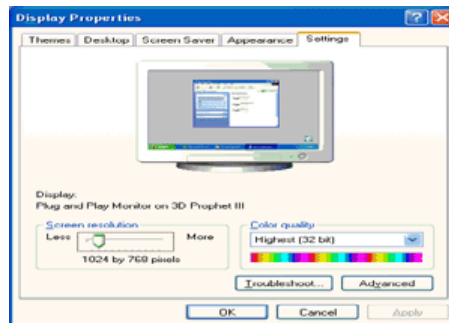 Display Properties
Themes Desktop Screen Saver Appearance Settings
Display:
Plug and Play Monitor on 3D Prophet III
Screen resolution
Less More
1024 by 768 pixels
Color quality
Highest (32 bit)
Troubleshoot... Advanced
OK Cancel Apply